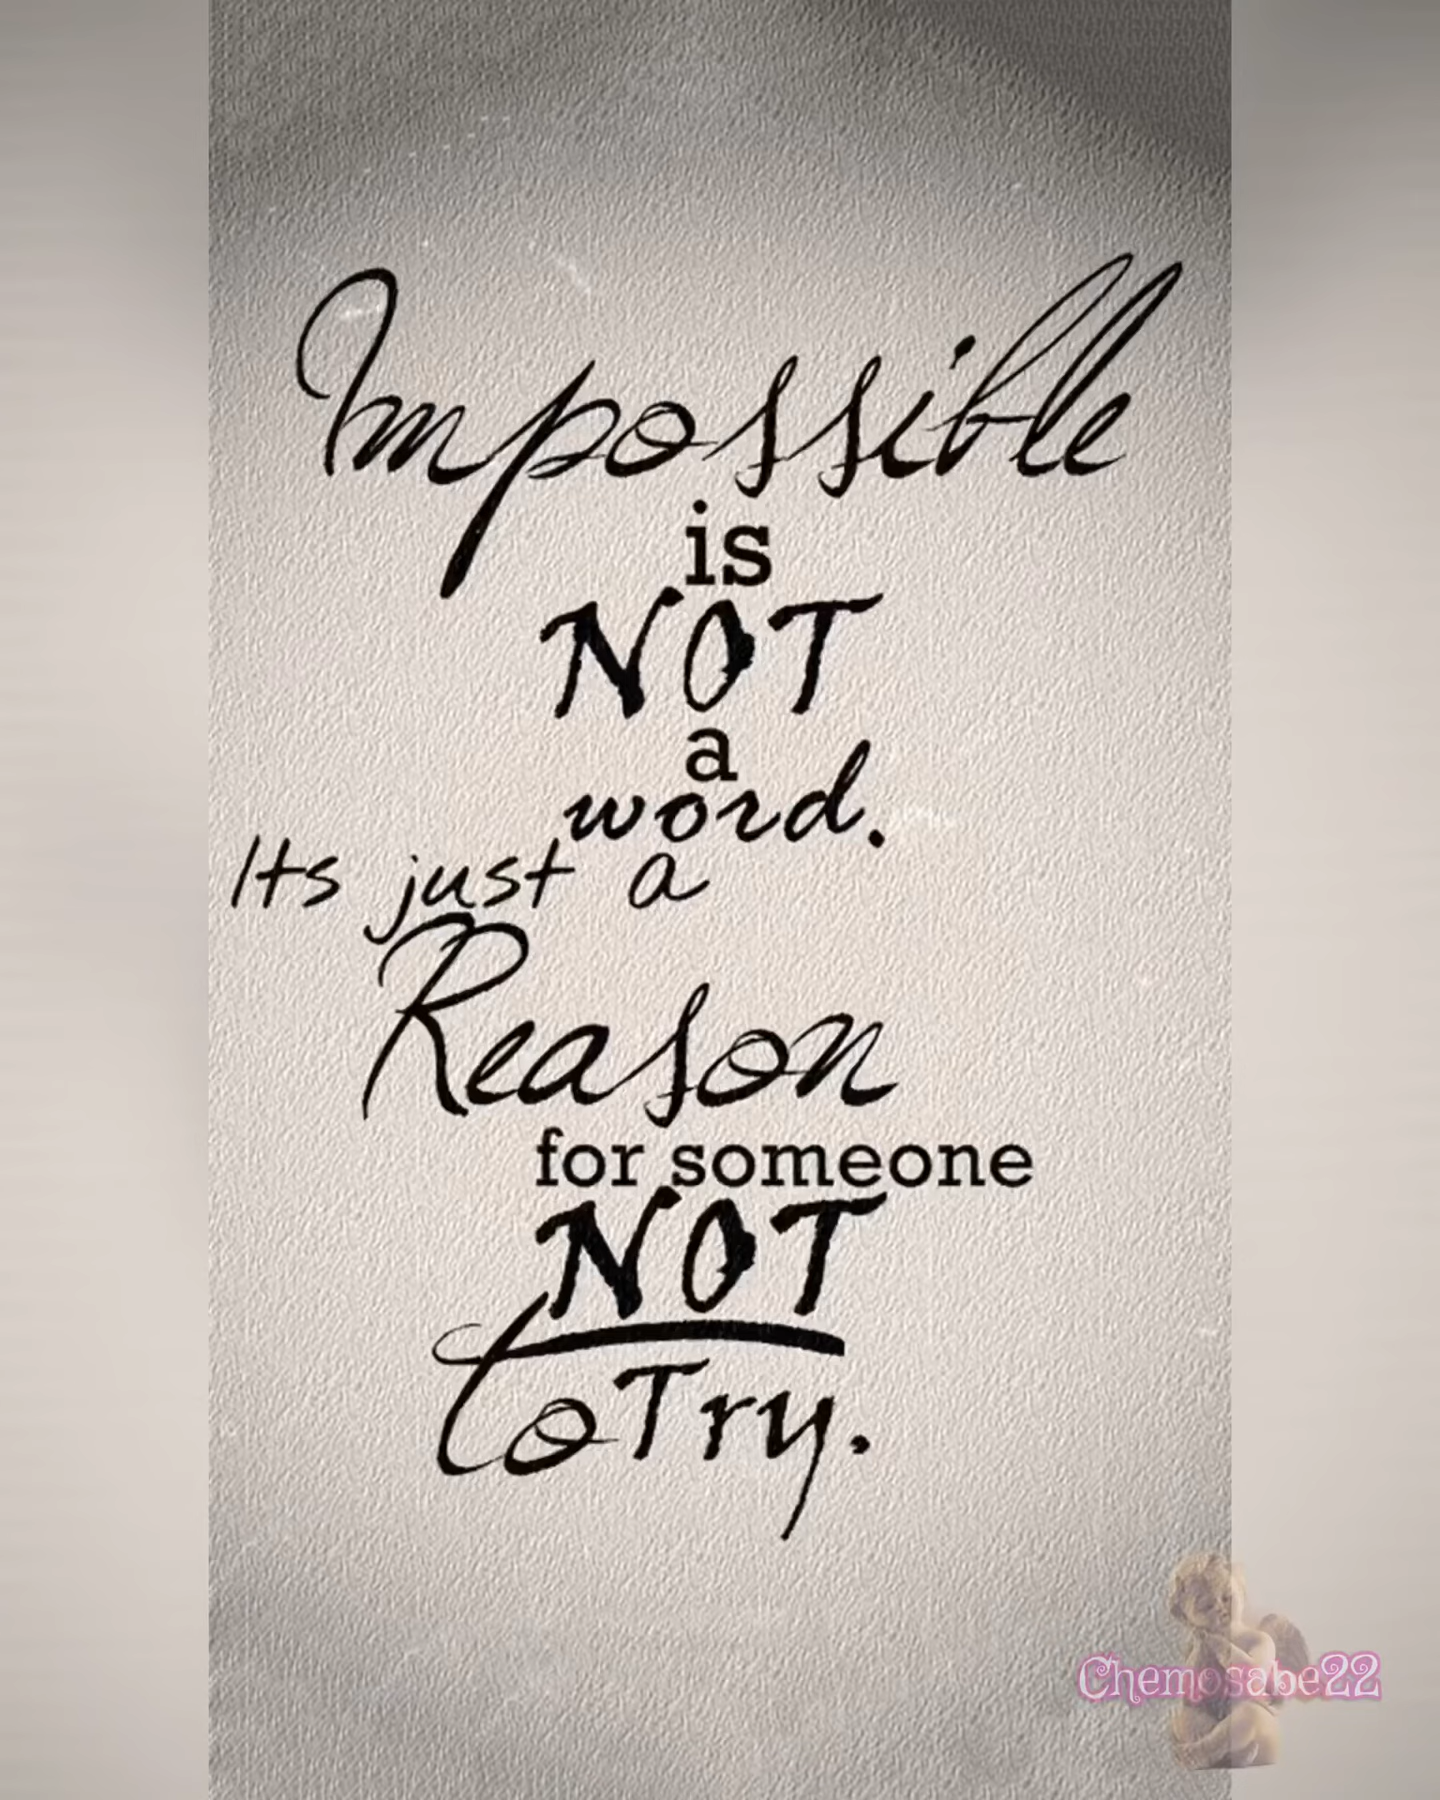 Impossible
is
NOT
a
word.
Its just a
Reason
for someone
NOT
to Try.
Chemosabe22